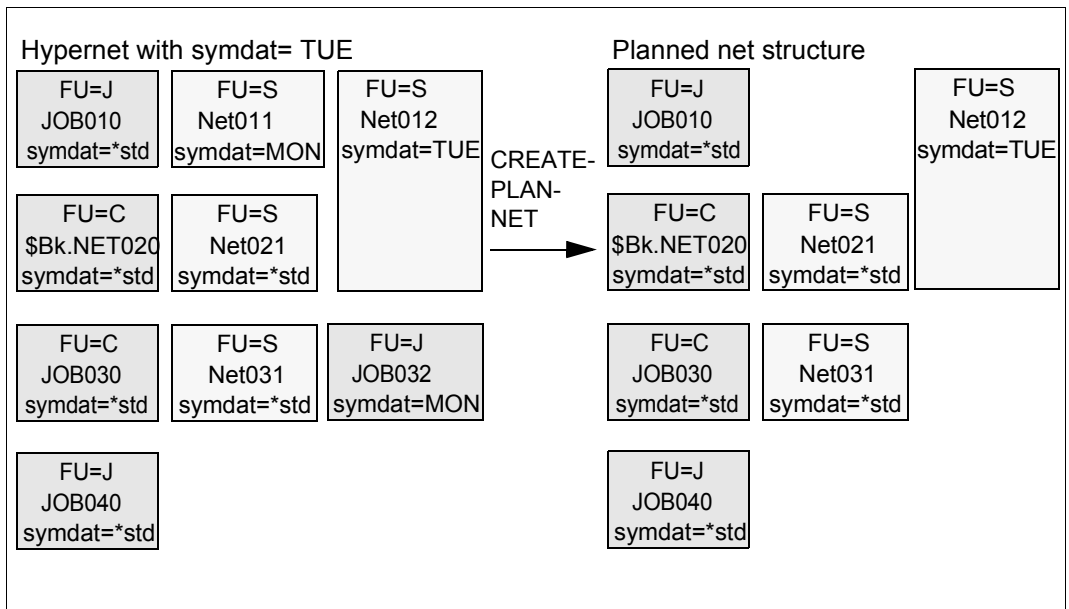 Hypernet with symdat= TUE
FU=J
JOB010
symdat=*std
FU=S
Net011
symdat=MON
FU=S
Net012
symdat=TUE
FU=C
$Bk.NET020
symdat=*std
FU=S
Net021
symdat=*std
FU=C
JOB030
symdat=*std
FU=S
Net031
symdat=*std
FU=J
JOB032
symdat=MON
FU=J
JOB040
symdat=*std
CREATE-
PLAN-
NET
Planned net structure
FU=J
JOB010
symdat=*std
FU=S
Net012
symdat=TUE
FU=C
$Bk.NET020
symdat=*std
FU=S
Net021
symdat=*std
FU=C
JOB030
symdat=*std
FU=S
Net031
symdat=*std
FU=J
JOB040
symdat=*std